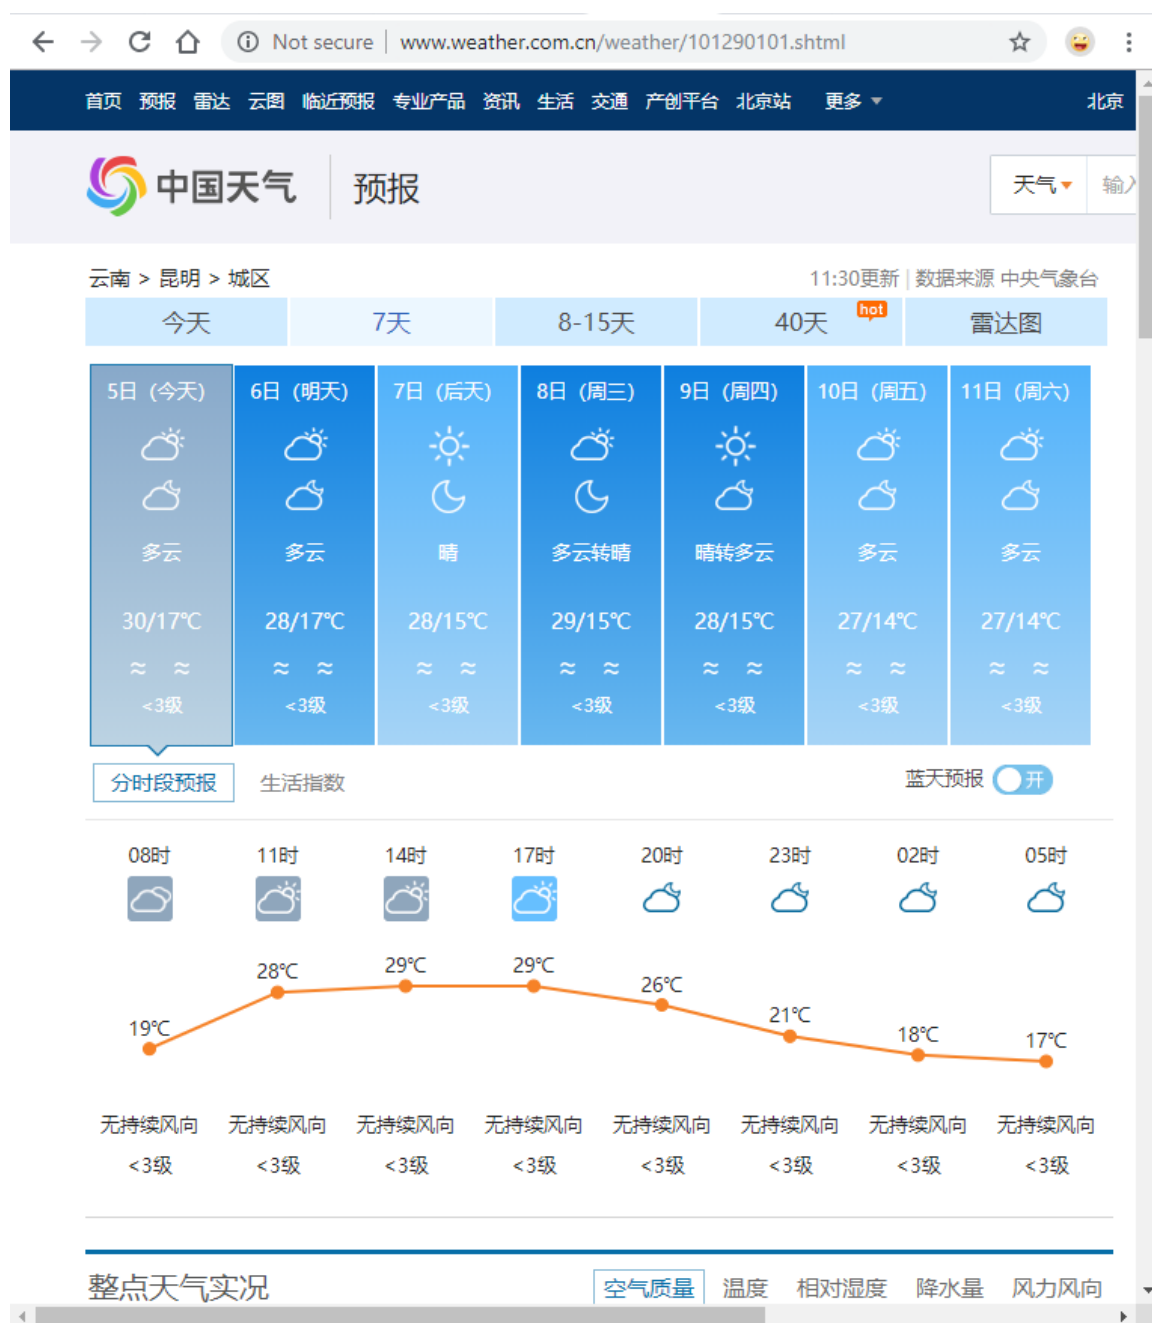 Not secure | www.weather.com.cn/weather/101290101.shtml
首页 预报 雷达 云图 临近预报 专业产品 资讯 生活 交通 产创平台 北京站 更多 北京
中国天气 预报 天气 输入
云南 > 昆明 > 城区 11:30更新 | 数据来源 中央气象台
今天 7天 8-15天 40天 hot 雷达图
5日（今天） 6日（明天） 7日（后天） 8日（周三） 9日（周四） 10日（周五） 11日（周六）
多云 多云 晴 多云转晴 晴转多云 多云 多云
30/17℃ 28/17℃ 28/15℃ 29/15℃ 28/15℃ 27/14℃ 27/14℃
<3级 <3级 <3级 <3级 <3级 <3级 <3级
分时段预报 生活指数 蓝天预报 开
08时 11时 14时 17时 20时 23时 02时 05时
19℃ 28℃ 29℃ 29℃ 26℃ 21℃ 18℃ 17℃
无持续风向 无持续风向 无持续风向 无持续风向 无持续风向 无持续风向 无持续风向 无持续风向
<3级 <3级 <3级 <3级 <3级 <3级 <3级 <3级
整点天气实况 空气质量 温度 相对湿度 降水量 风力风向